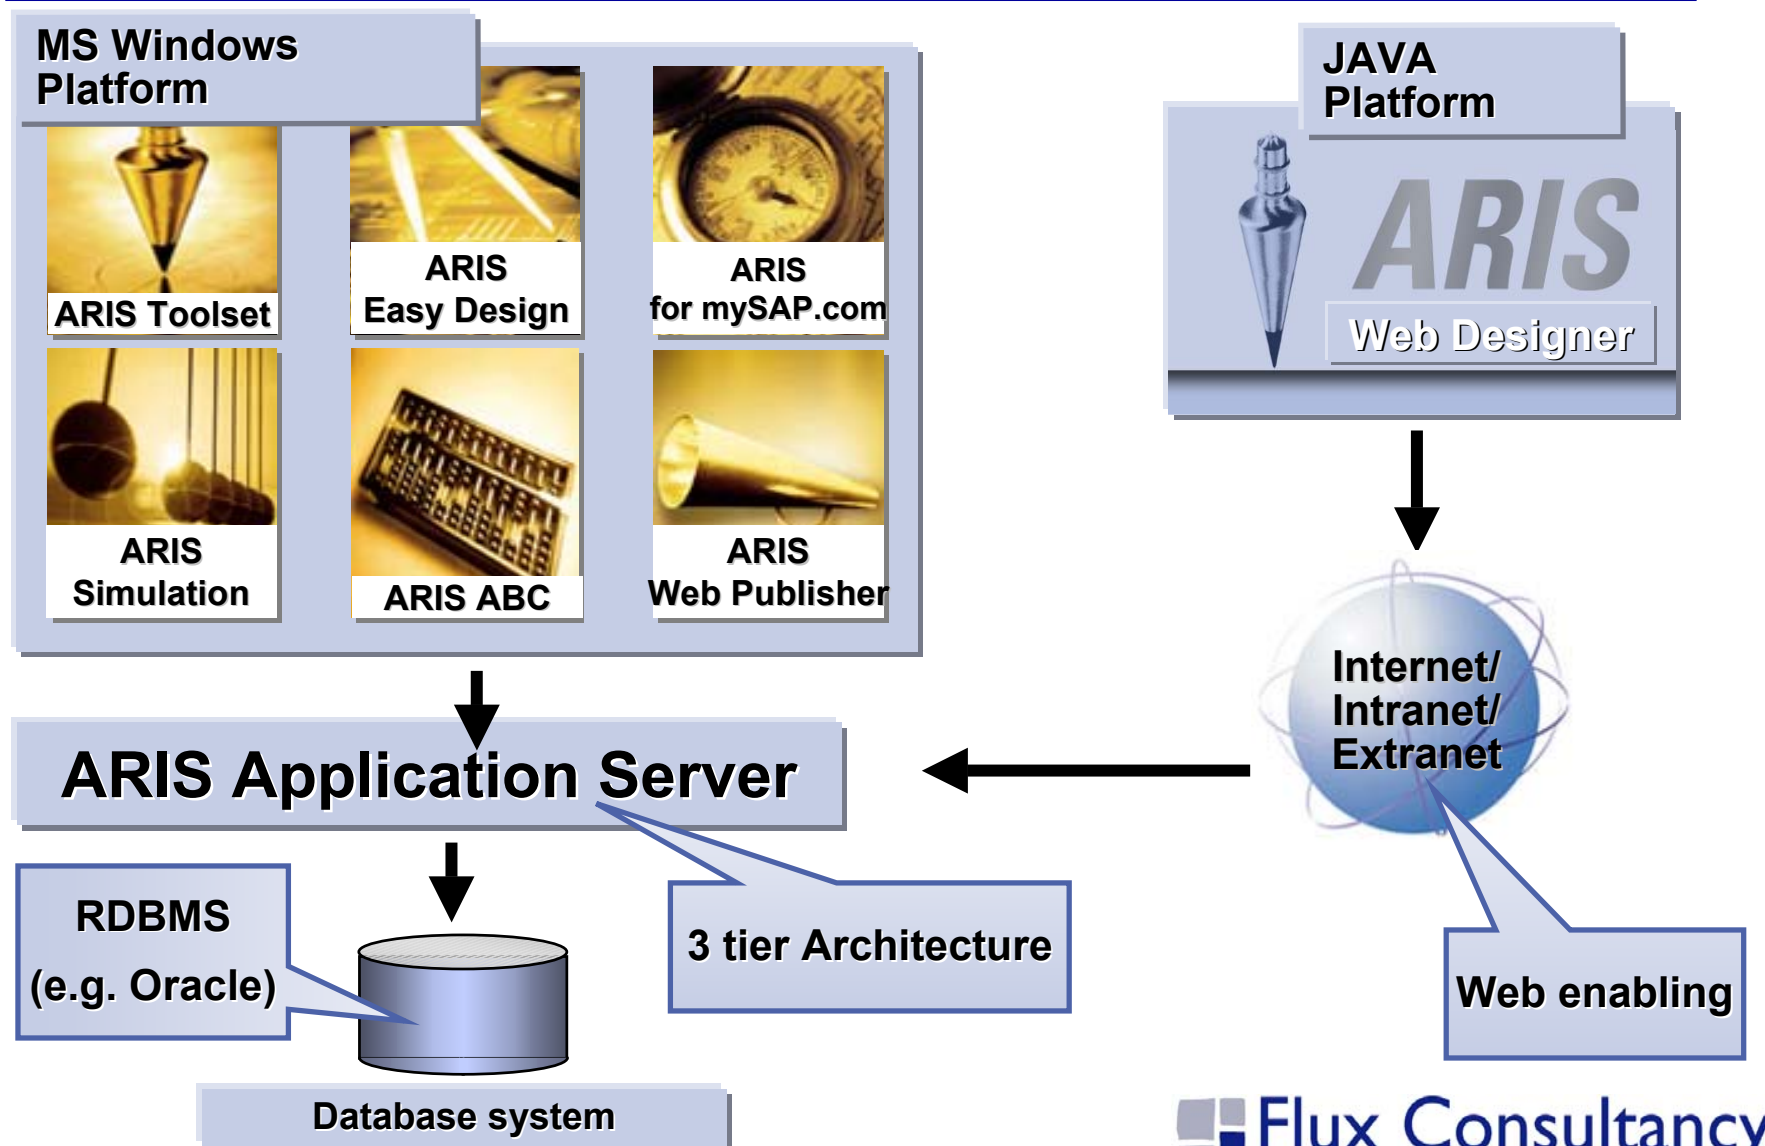 MS Windows
Platform
ARIS Toolset
ARIS
Easy Design
ARIS
for mySAP.com
ARIS
Simulation
ARIS ABC
ARIS
Web Publisher
JAVA
Platform
ARIS
Web Designer
Internet/
Intranet/
Extranet
ARIS Application Server
RDBMS
(e.g. Oracle)
3 tier Architecture
Web enabling
Database system
Flux Consultancy